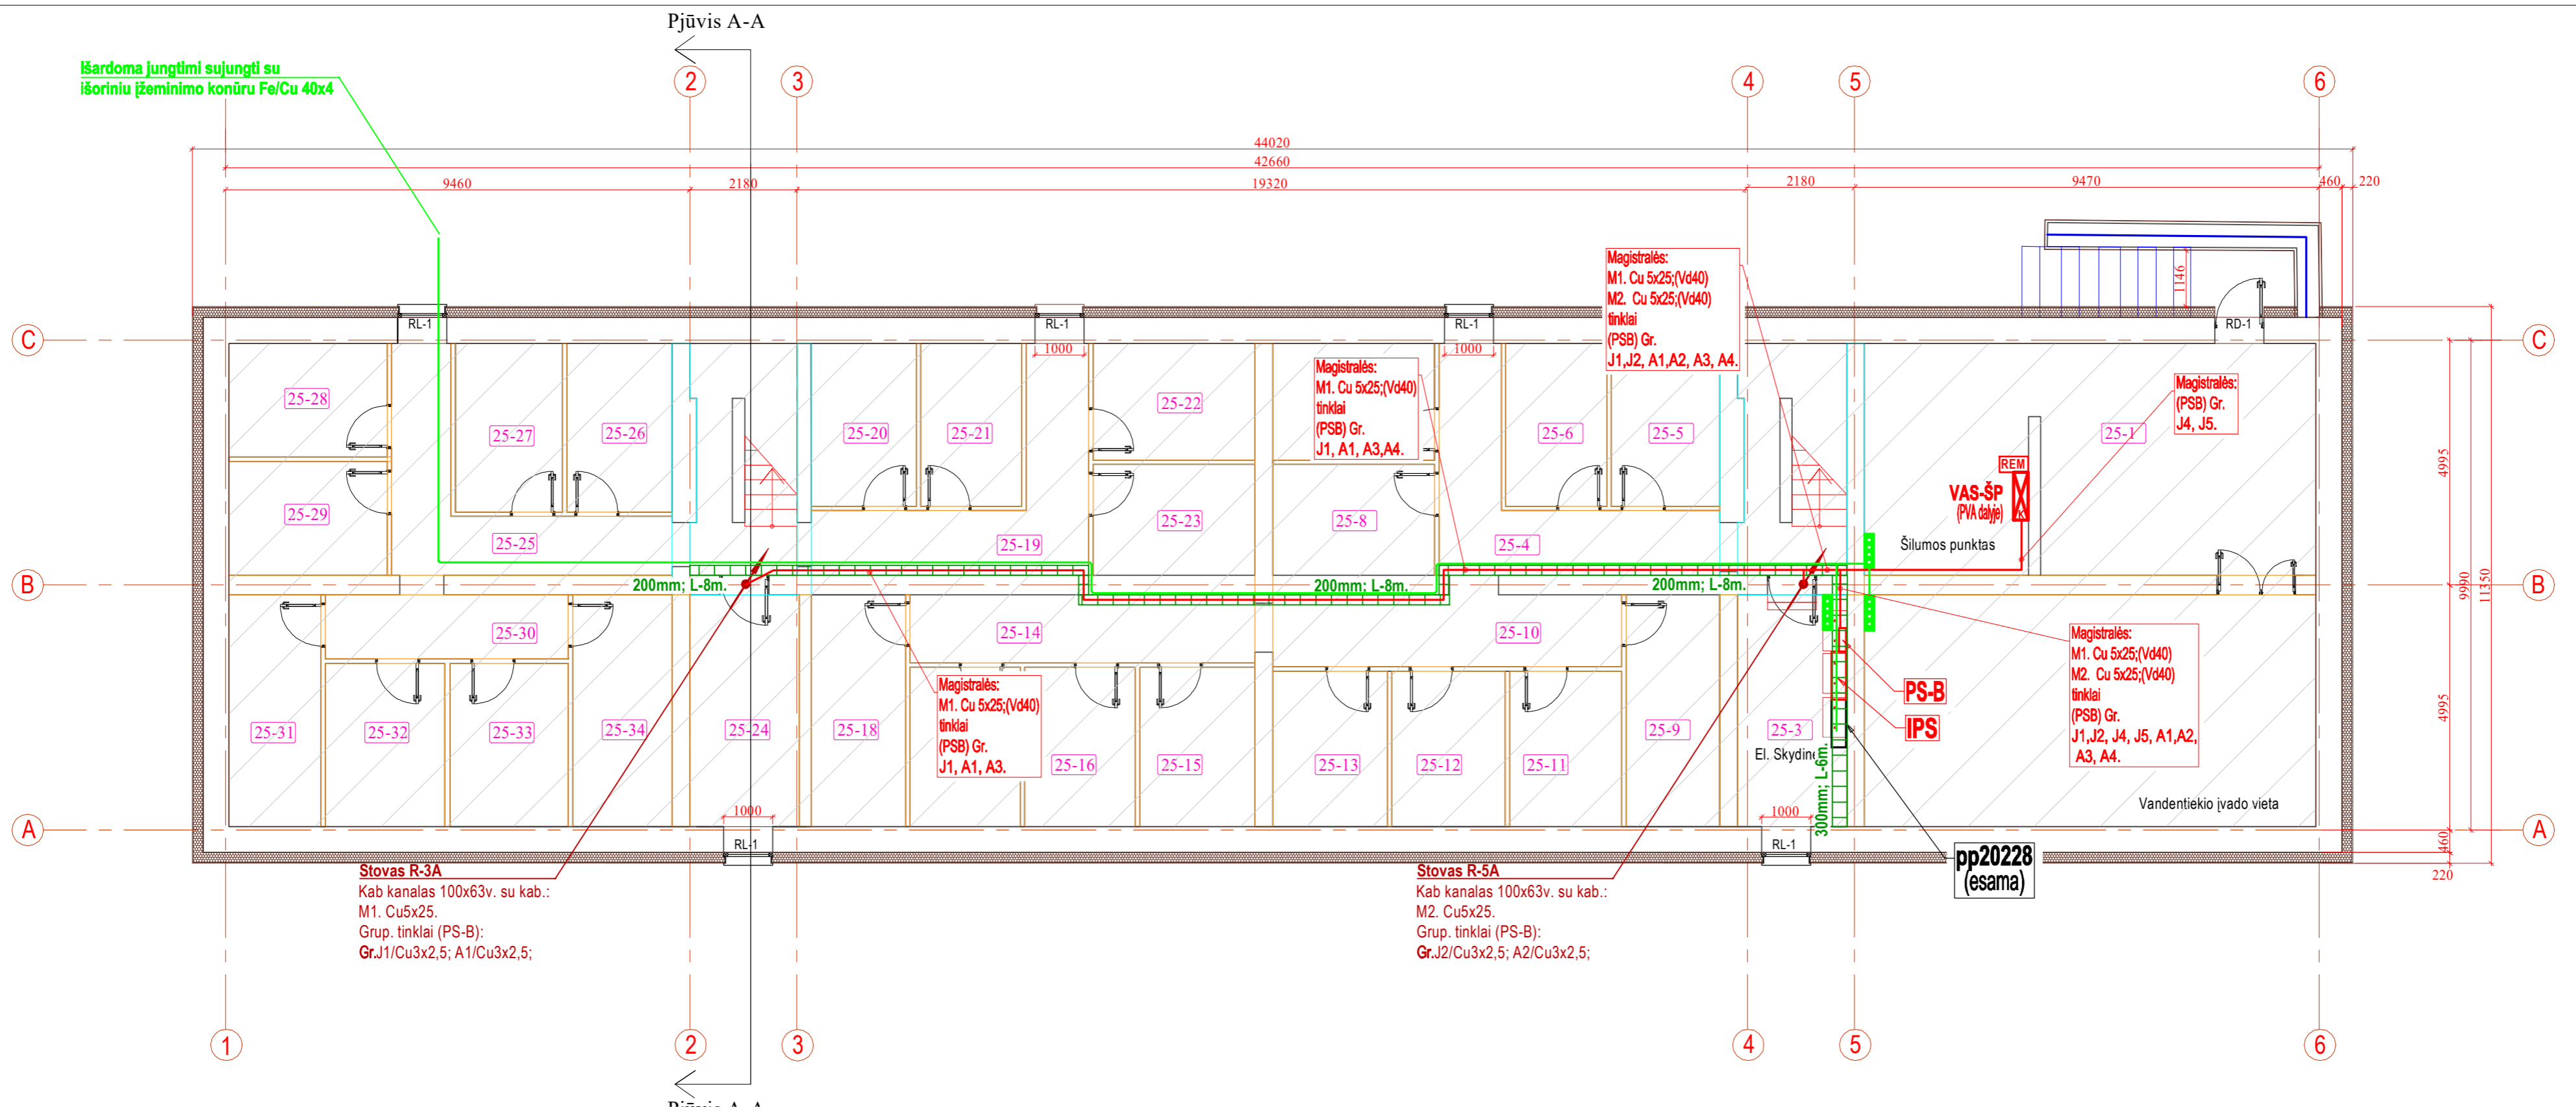 Pjūvis A-A
Išardoma jungtimi sujungti su
išoriniu įžeminimo konūru Fe/Cu 40x4
2
3
4
5
6
44020
42660
9460
2180
19320
2180
9470
460
220
1146
Magistralės:
M1. Cu 5x25;(Vd40)
M2. Cu 5x25;(Vd40)
tinklai
(PSB) Gr.
J1,J2, A1,A2, A3, A4.
C
RL-1
RL-1
RL-1
RD-1
C
1000
1000
Magistralės:
M1. Cu 5x25;(Vd40)
tinklai
(PSB) Gr.
J1, A1, A3,A4.
Magistralės:
(PSB) Gr.
J4, J5.
25-28
25-27
25-26
25-20
25-21
25-22
25-6
25-5
25-1
4995
REM
VAS-ŠP
(PVA dalyje)
K
25-29
25-25
25-19
25-23
25-8
25-4
Šilumos punktas
B
200mm; L-8m.
200mm; L-8m.
200mm; L-8m.
B
9990
11350
25-30
25-14
25-10
Magistralės:
M1. Cu 5x25;(Vd40)
M2. Cu 5x25;(Vd40)
tinklai
(PSB) Gr.
J1,J2, J4, J5, A1,A2,
A3, A4.
PS-B
IPS
Magistralės:
M1. Cu 5x25;(Vd40)
tinklai
(PSB) Gr.
J1, A1, A3.
25-31
25-32
25-33
25-34
25-24
25-18
25-16
25-15
25-13
25-12
25-11
25-9
25-3
El. Skydinė
300mm; L-6m.
4995
Vandentiekio įvado vieta
1000
1000
A
A
RL-1
RL-1
460
220
pp20228
(esama)
Stovas R-3A
Kab kanalas 100x63v. su kab.:
M1. Cu5x25.
Grup. tinklai (PS-B):
Gr.J1/Cu3x2,5; A1/Cu3x2,5;
Stovas R-5A
Kab kanalas 100x63v. su kab.:
M2. Cu5x25.
Grup. tinklai (PS-B):
Gr.J2/Cu3x2,5; A2/Cu3x2,5;
1
2
3
4
5
6
Pjūvis A-A